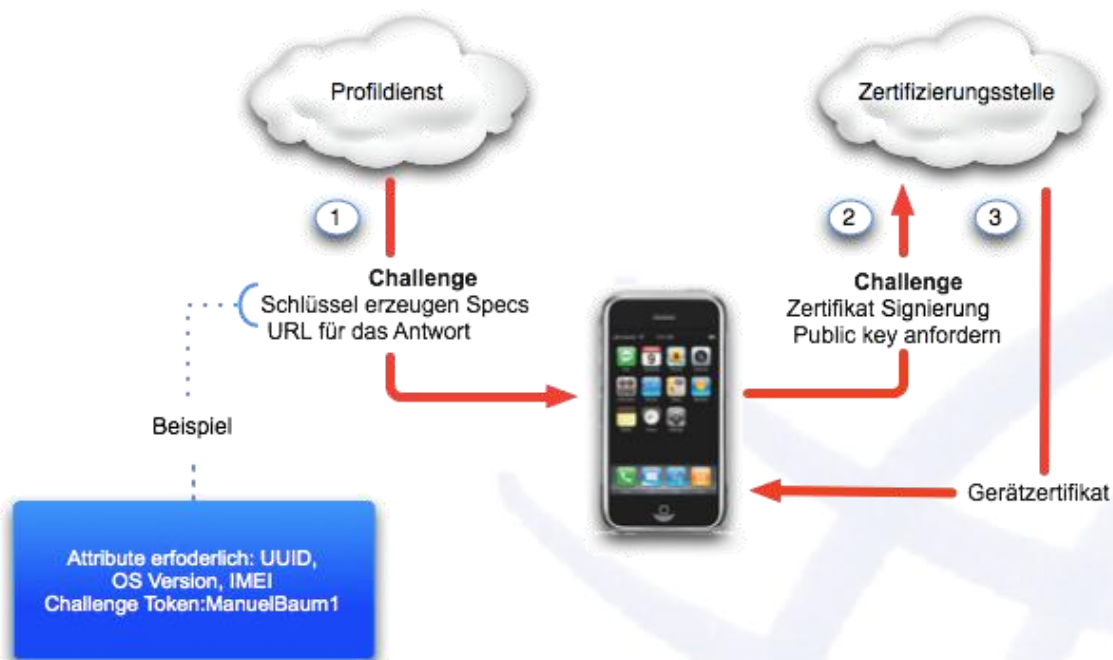 Profildienst
Zertifizierungsstelle
1
2
3
Challenge
Schlüssel erzeugen Specs
URL für das Antwort
Challenge
Zertifikat Signierung
Public key anfordern
Beispiel
Gerätzertifikat
Attribute erfoderlich: UUID,
OS Version, IMEI
Challenge Token:ManuelBaum1